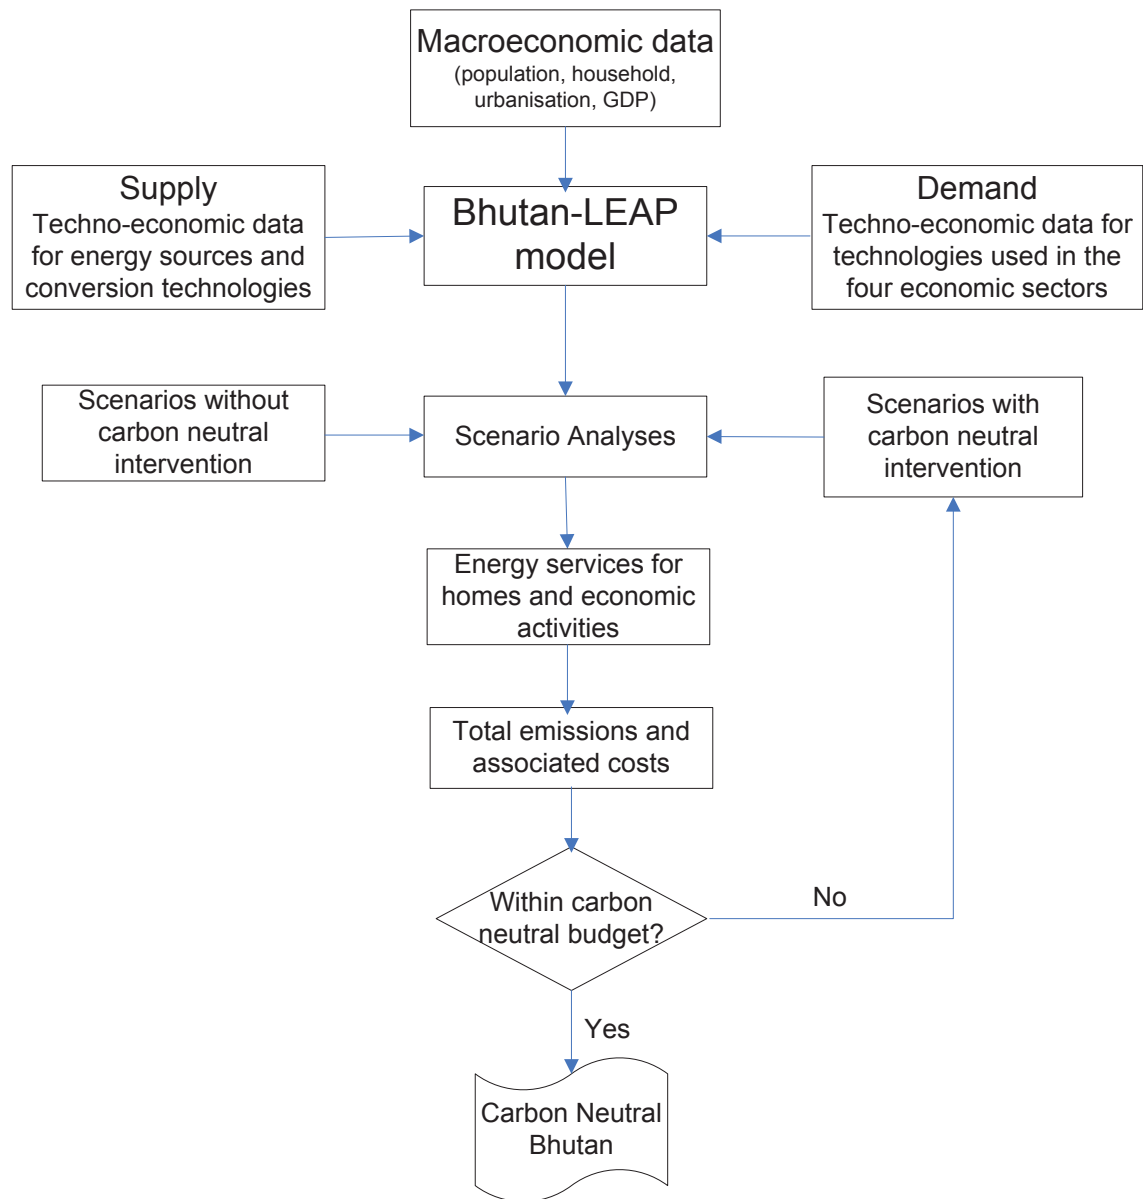 Macroeconomic data
(population, household,
urbanisation, GDP)
Supply
Techno-economic data
for energy sources and
conversion technologies
Bhutan-LEAP
model
Demand
Techno-economic data for
technologies used in the
four economic sectors
Scenarios without
carbon neutral
intervention
Scenario Analyses
Scenarios with
carbon neutral
intervention
Energy services for
homes and economic
activities
Total emissions and
associated costs
Within carbon
neutral budget?
No
Yes
Carbon Neutral
Bhutan